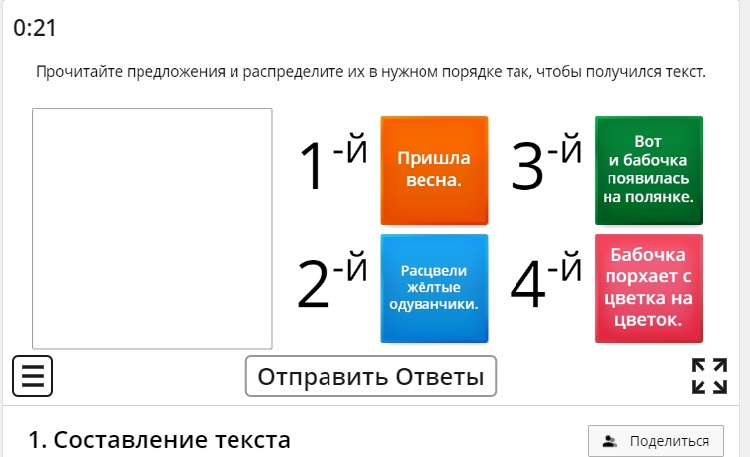 0:21
Прочитайте предложения и распределите их в нужном порядке так, чтобы получился текст.
1-й
Пришла
весна.
3-й
Вот
и бабочка
появилась
на полянке.
2-й
Расцвели
жёлтые
одуванчики.
4-й
Бабочка
порхает с
цветка на
цветок.
Отправить Ответы
1. Составление текста
Поделиться